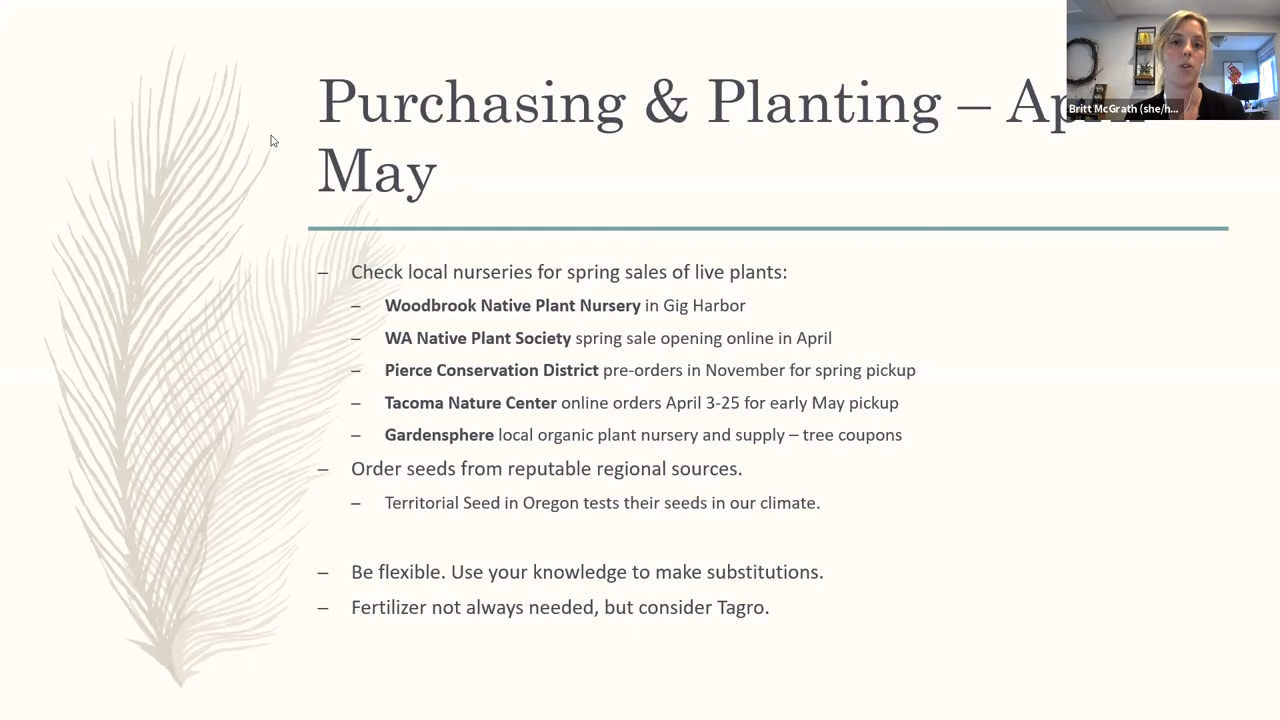 Purchasing & Planting – April
May
Britt McGrath (she/h...
– Check local nurseries for spring sales of live plants:
– Woodbrook Native Plant Nursery in Gig Harbor
– WA Native Plant Society spring sale opening online in April
– Pierce Conservation District pre-orders in November for spring pickup
– Tacoma Nature Center online orders April 3-25 for early May pickup
– Gardensphere local organic plant nursery and supply – tree coupons
– Order seeds from reputable regional sources.
– Territorial Seed in Oregon tests their seeds in our climate.
– Be flexible. Use your knowledge to make substitutions.
– Fertilizer not always needed, but consider Tagro.